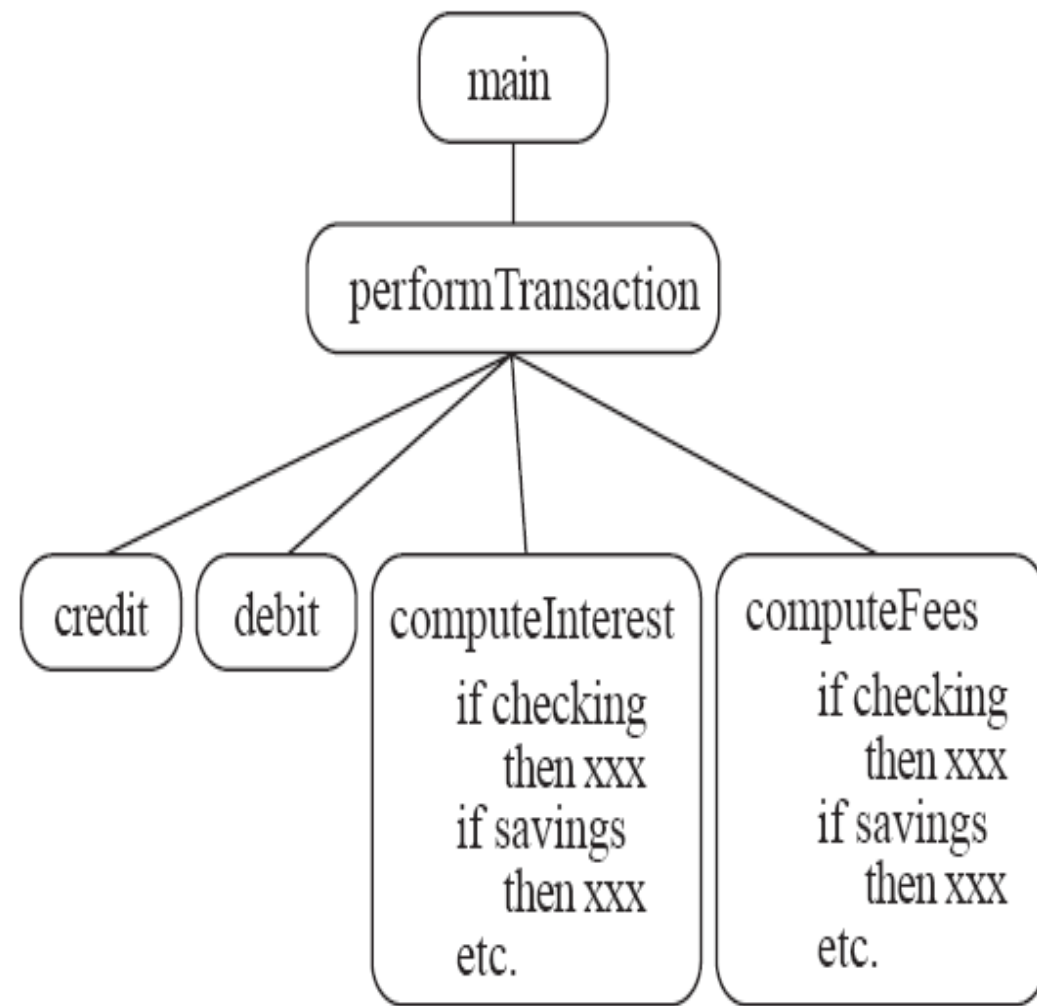 main
performTransaction
credit
debit
computeInterest
if checking
then xxx
if savings
then xxx
etc.
computeFees
if checking
then xxx
if savings
then xxx
etc.